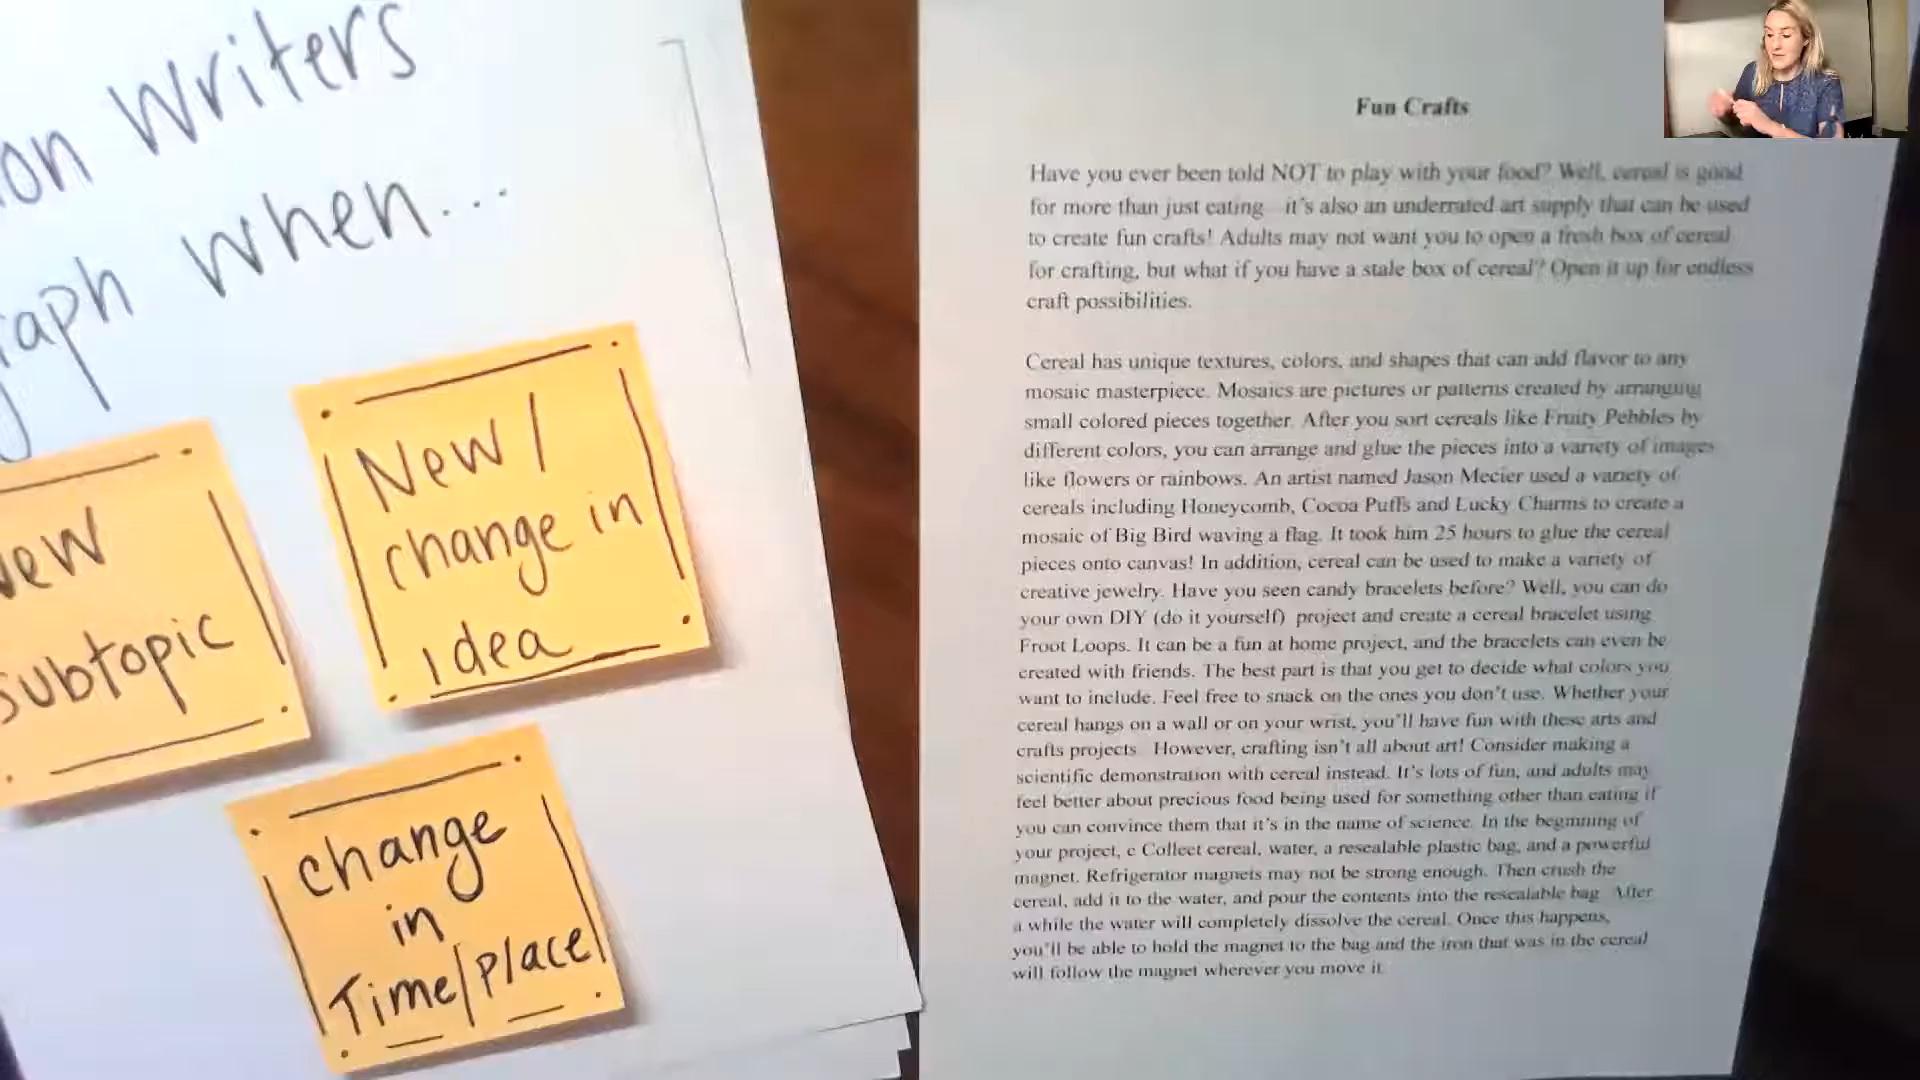 on Writers
raph when...
New
subtopic
New/
change in
idea
change
in
Time/Place
Fun Crafts
Have you ever been told NOT to play with your food? Well, cereal is good
for more than just eating it's also an underrated art supply that can be used
to create fun crafts! Adults may not want you to open a fresh box of cereal
for crafting, but what if you have a stale box of cereal? Open it up for endless
craft possibilities.
Cereal has unique textures, colors, and shapes that can add flavor to any
mosaic masterpiece. Mosaics are pictures or patterns created by arranging
small colored pieces together. After you sort cereals like Fruity Pebbles by
different colors, you can arrange and glue the pieces into a variety of images
like flowers or rainbows. An artist named Jason Mecier used a variety of
cereals including Honeycomb, Cocoa Puffs and Lucky Charms to create a
mosaic of Big Bird waving a flag. It took him 25 hours to glue the cereal
pieces onto canvas! In addition, cereal can be used to make a variety of
creative jewelry. Have you seen candy bracelets before? Well, you can do
your own DIY (do it yourself) project and create a cereal bracelet using
Froot Loops. It can be a fun at home project, and the bracelets can even be
created with friends. The best part is that you get to decide what colors you
want to include. Feel free to snack on the ones you don't use. Whether your
cereal hangs on a wall or on your wrist, you'll have fun with these arts and
crafts projects. However, crafting isn't all about art! Consider making a
scientific demonstration with cereal instead. It's lots of fun, and adults may
feel better about precious food being used for something other than eating if
you can convince them that it's in the name of science. In the beginning of
your project, c Collect cereal, water, a resealable plastic bag, and a powerful
magnet. Refrigerator magnets may not be strong enough. Then crush the
cereal, add it to the water, and pour the contents into the resealable bag. After
a while the water will completely dissolve the cereal. Once this happens,
you'll be able to hold the magnet to the bag and the iron that was in the cereal
will follow the magnet wherever you move it.